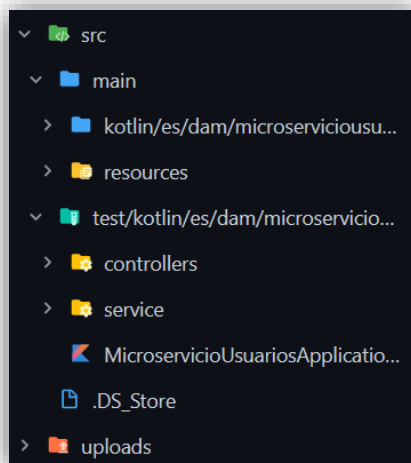 src
main
kotlin/es/dam/microserviciousu...
resources
test/kotlin/es/dam/microservicio...
controllers
service
MicroservicioUsuariosApplicatio...
.DS_Store
uploads